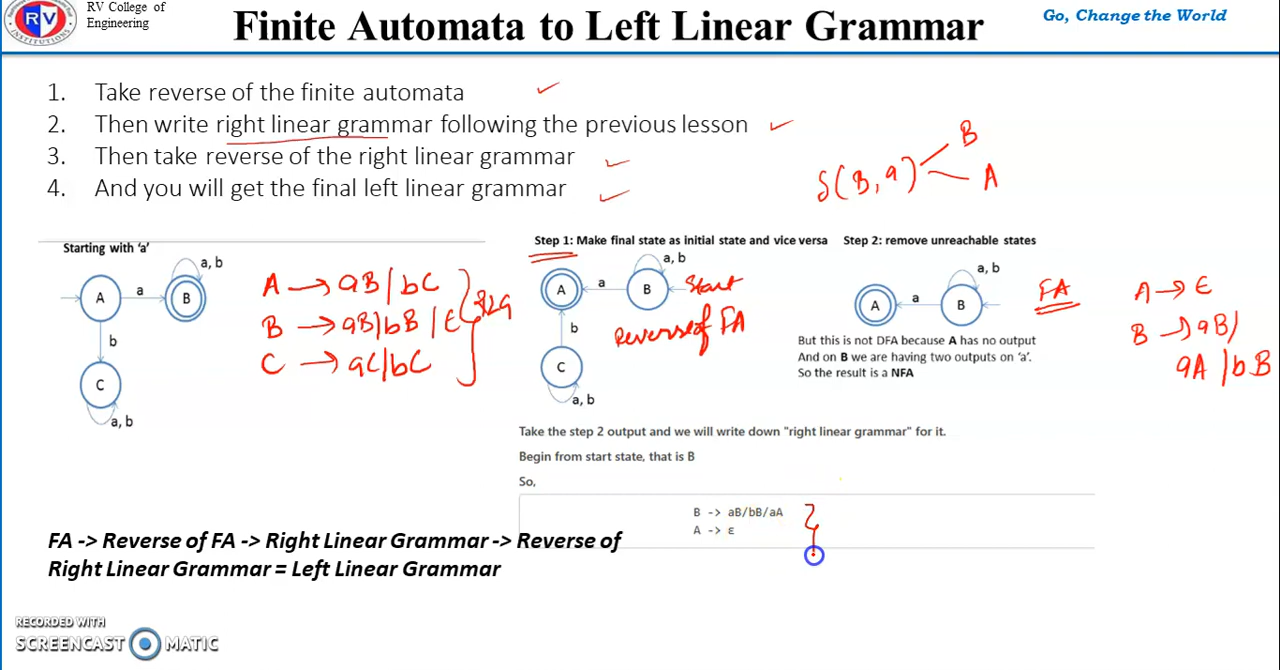 RV College of
Engineering
RV
INSTITUTIONS
Finite Automata to Left Linear Grammar
Go, Change the World
1. Take reverse of the finite automata
2. Then write right linear grammar following the previous lesson
3. Then take reverse of the right linear grammar
4. And you will get the final left linear grammar
δ(B,a) B
A
Starting with 'a'
a, b
A
a
B
b
C
a, b
A → aB/bC
B → aB/bB/ε
C → aC/bC
RLG
Step 1: Make final state as initial state and vice versa
a, b
A
a
B
Start
Reverse of FA
b
C
a, b
Step 2: remove unreachable states
a, b
A
a
B
FA
But this is not DFA because A has no output
And on B we are having two outputs on 'a'.
So the result is a NFA
A → ε
B → aB/
aA/bB
Take the step 2 output and we will write down "right linear grammar" for it.
Begin from start state, that is B
So,
B -> aB/bB/aA
A -> ε
FA -> Reverse of FA -> Right Linear Grammar -> Reverse of
Right Linear Grammar = Left Linear Grammar
RECORDED WITH
SCREENCAST MATIC